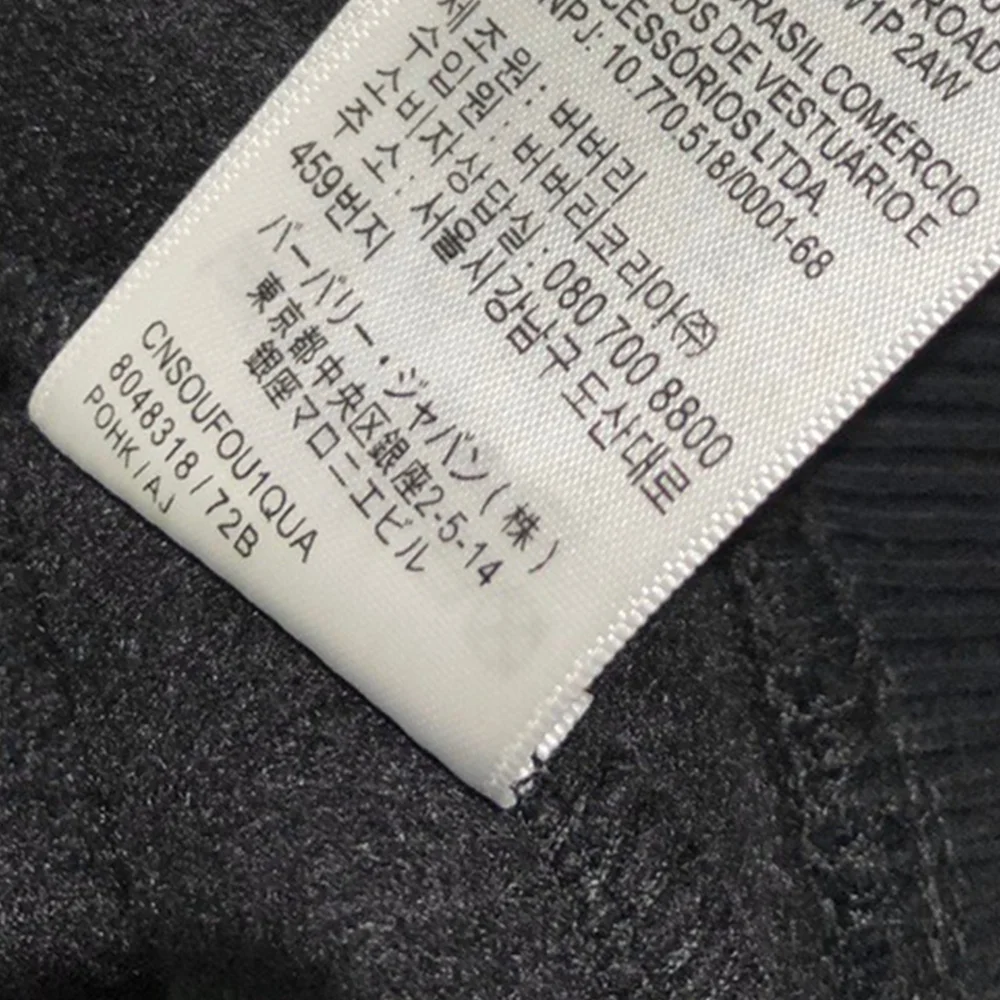 ROAD
W1P 2AW
BRASIL COMÉRCIO
OS DE VESTUÁRIO E
CESSÓRIOS LTDA.
NPJ: 10.770.518/0001-68
제조원 : 버버리
수입원 : 버버리코리아㈜
소비자상담실 : 080 700 8800
주 소 : 서울시강남구 도산대로
459번지
バーバリー・ジャパン(株)
東京都中央区銀座2-5-14
銀座マロニエビル
CNSOUFOU1QUA
8048318 / 72B
POHK / AJ